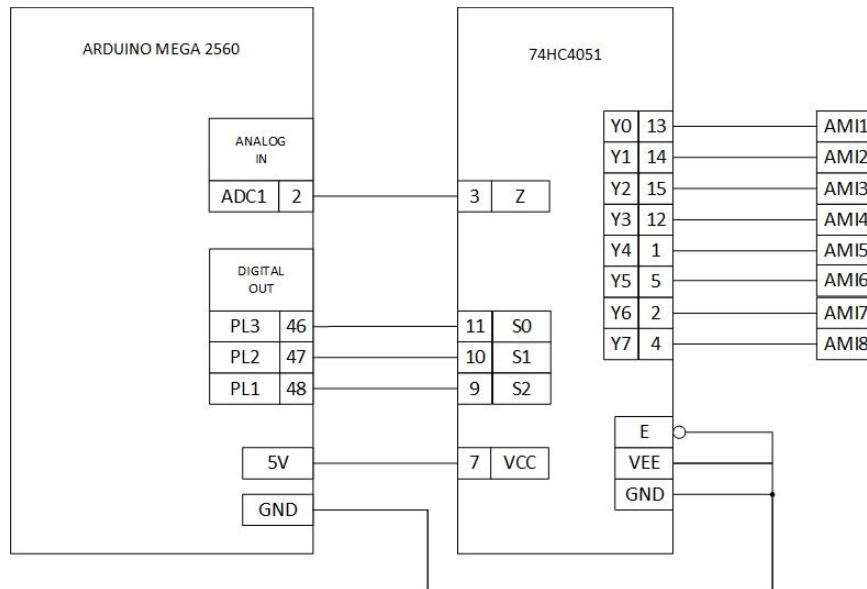 ARDUINO MEGA 2560
ANALOG
IN
ADC1 2
DIGITAL
OUT
PL3 46
PL2 47
PL1 48
5V
GND
74HC4051
3 Z
11 S0
10 S1
9 S2
7 VCC
Y0 13
Y1 14
Y2 15
Y3 12
Y4 1
Y5 5
Y6 2
Y7 4
E
VEE
GND
AMI1
AMI2
AMI3
AMI4
AMI5
AMI6
AMI7
AMI8